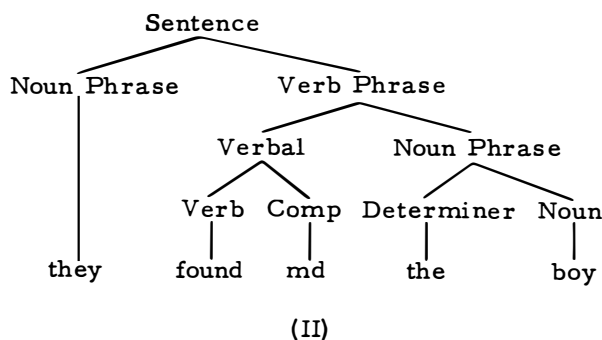 Sentence
Noun Phrase Verb Phrase
Verbal Noun Phrase
Verb Comp Determiner Noun
they found md the boy
(II)